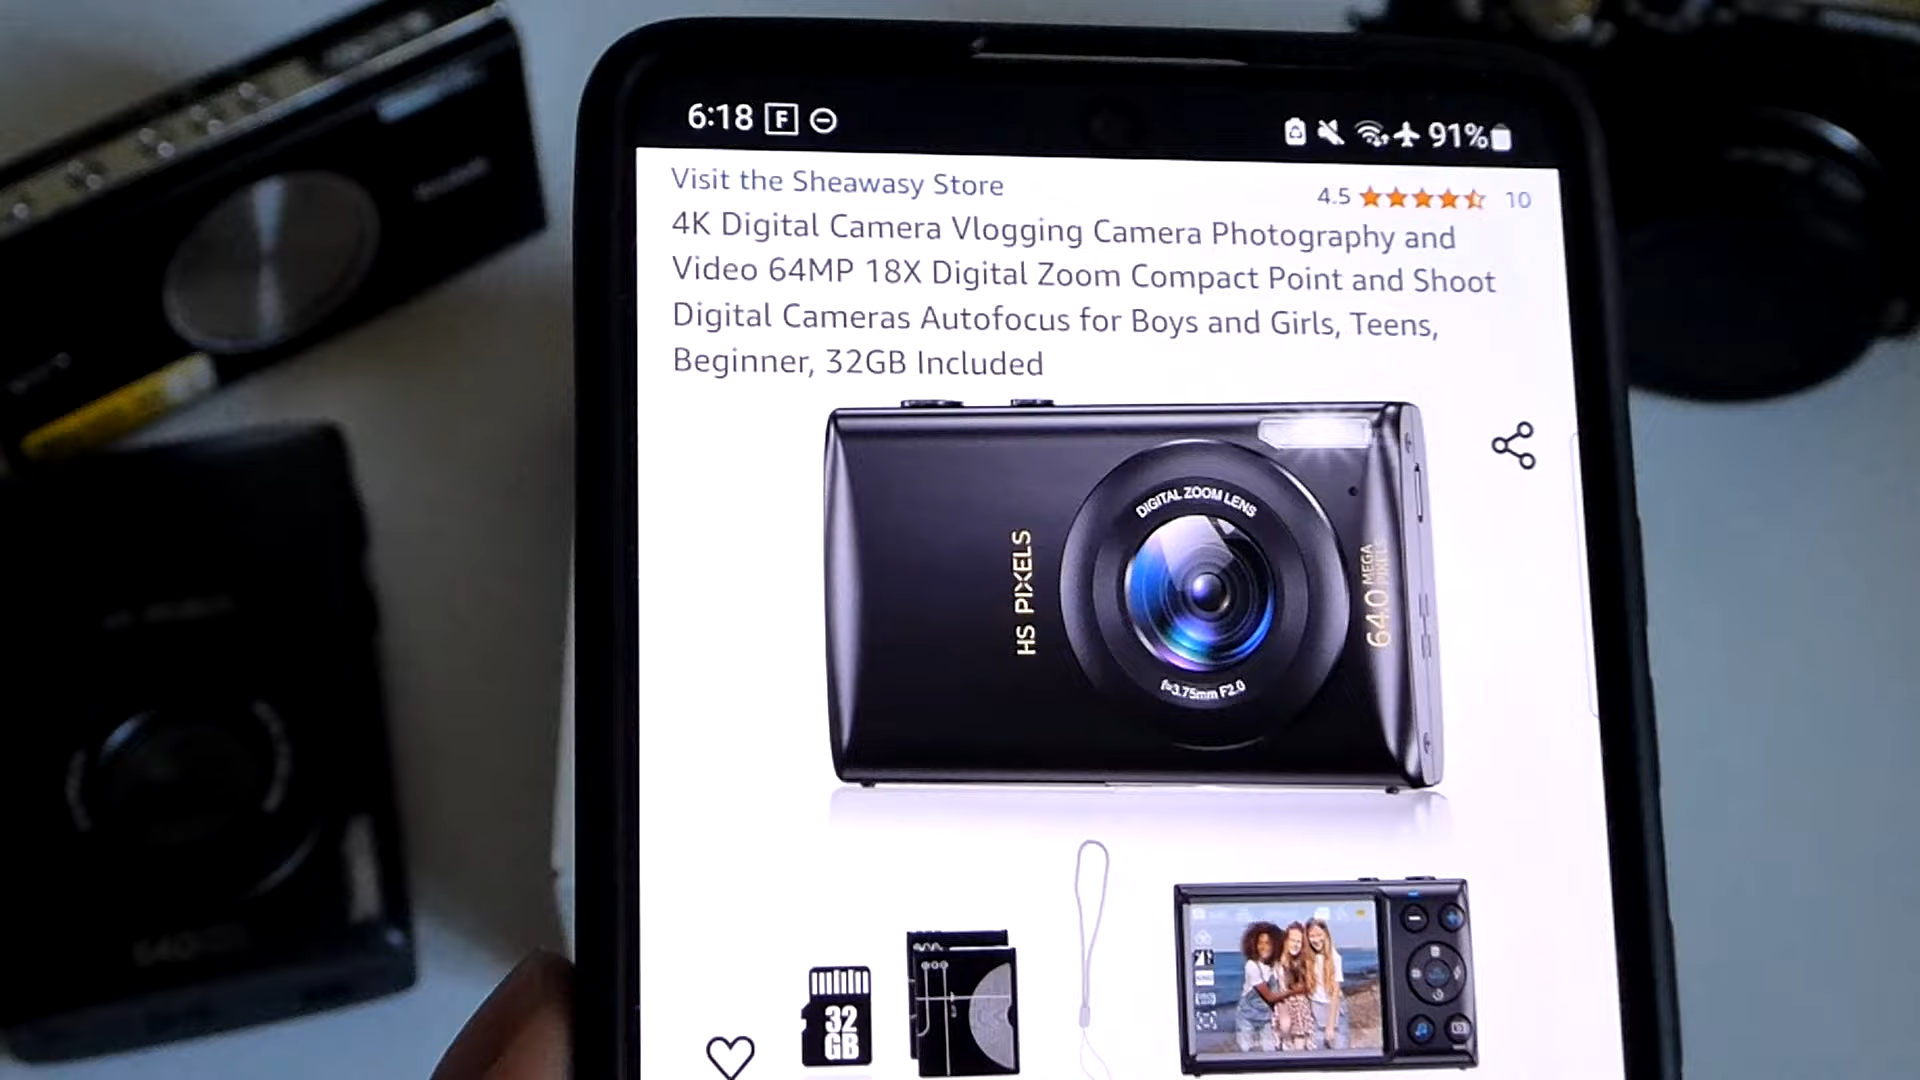 6:18 F
91%
Visit the Sheawasy Store
4.5 10
4K Digital Camera Vlogging Camera Photography and
Video 64MP 18X Digital Zoom Compact Point and Shoot
Digital Cameras Autofocus for Boys and Girls, Teens,
Beginner, 32GB Included
DIGITAL ZOOM LENS
HS PIXELS
64.0 MEGA PIXELS
f=3.75mm F2.0
32
GB